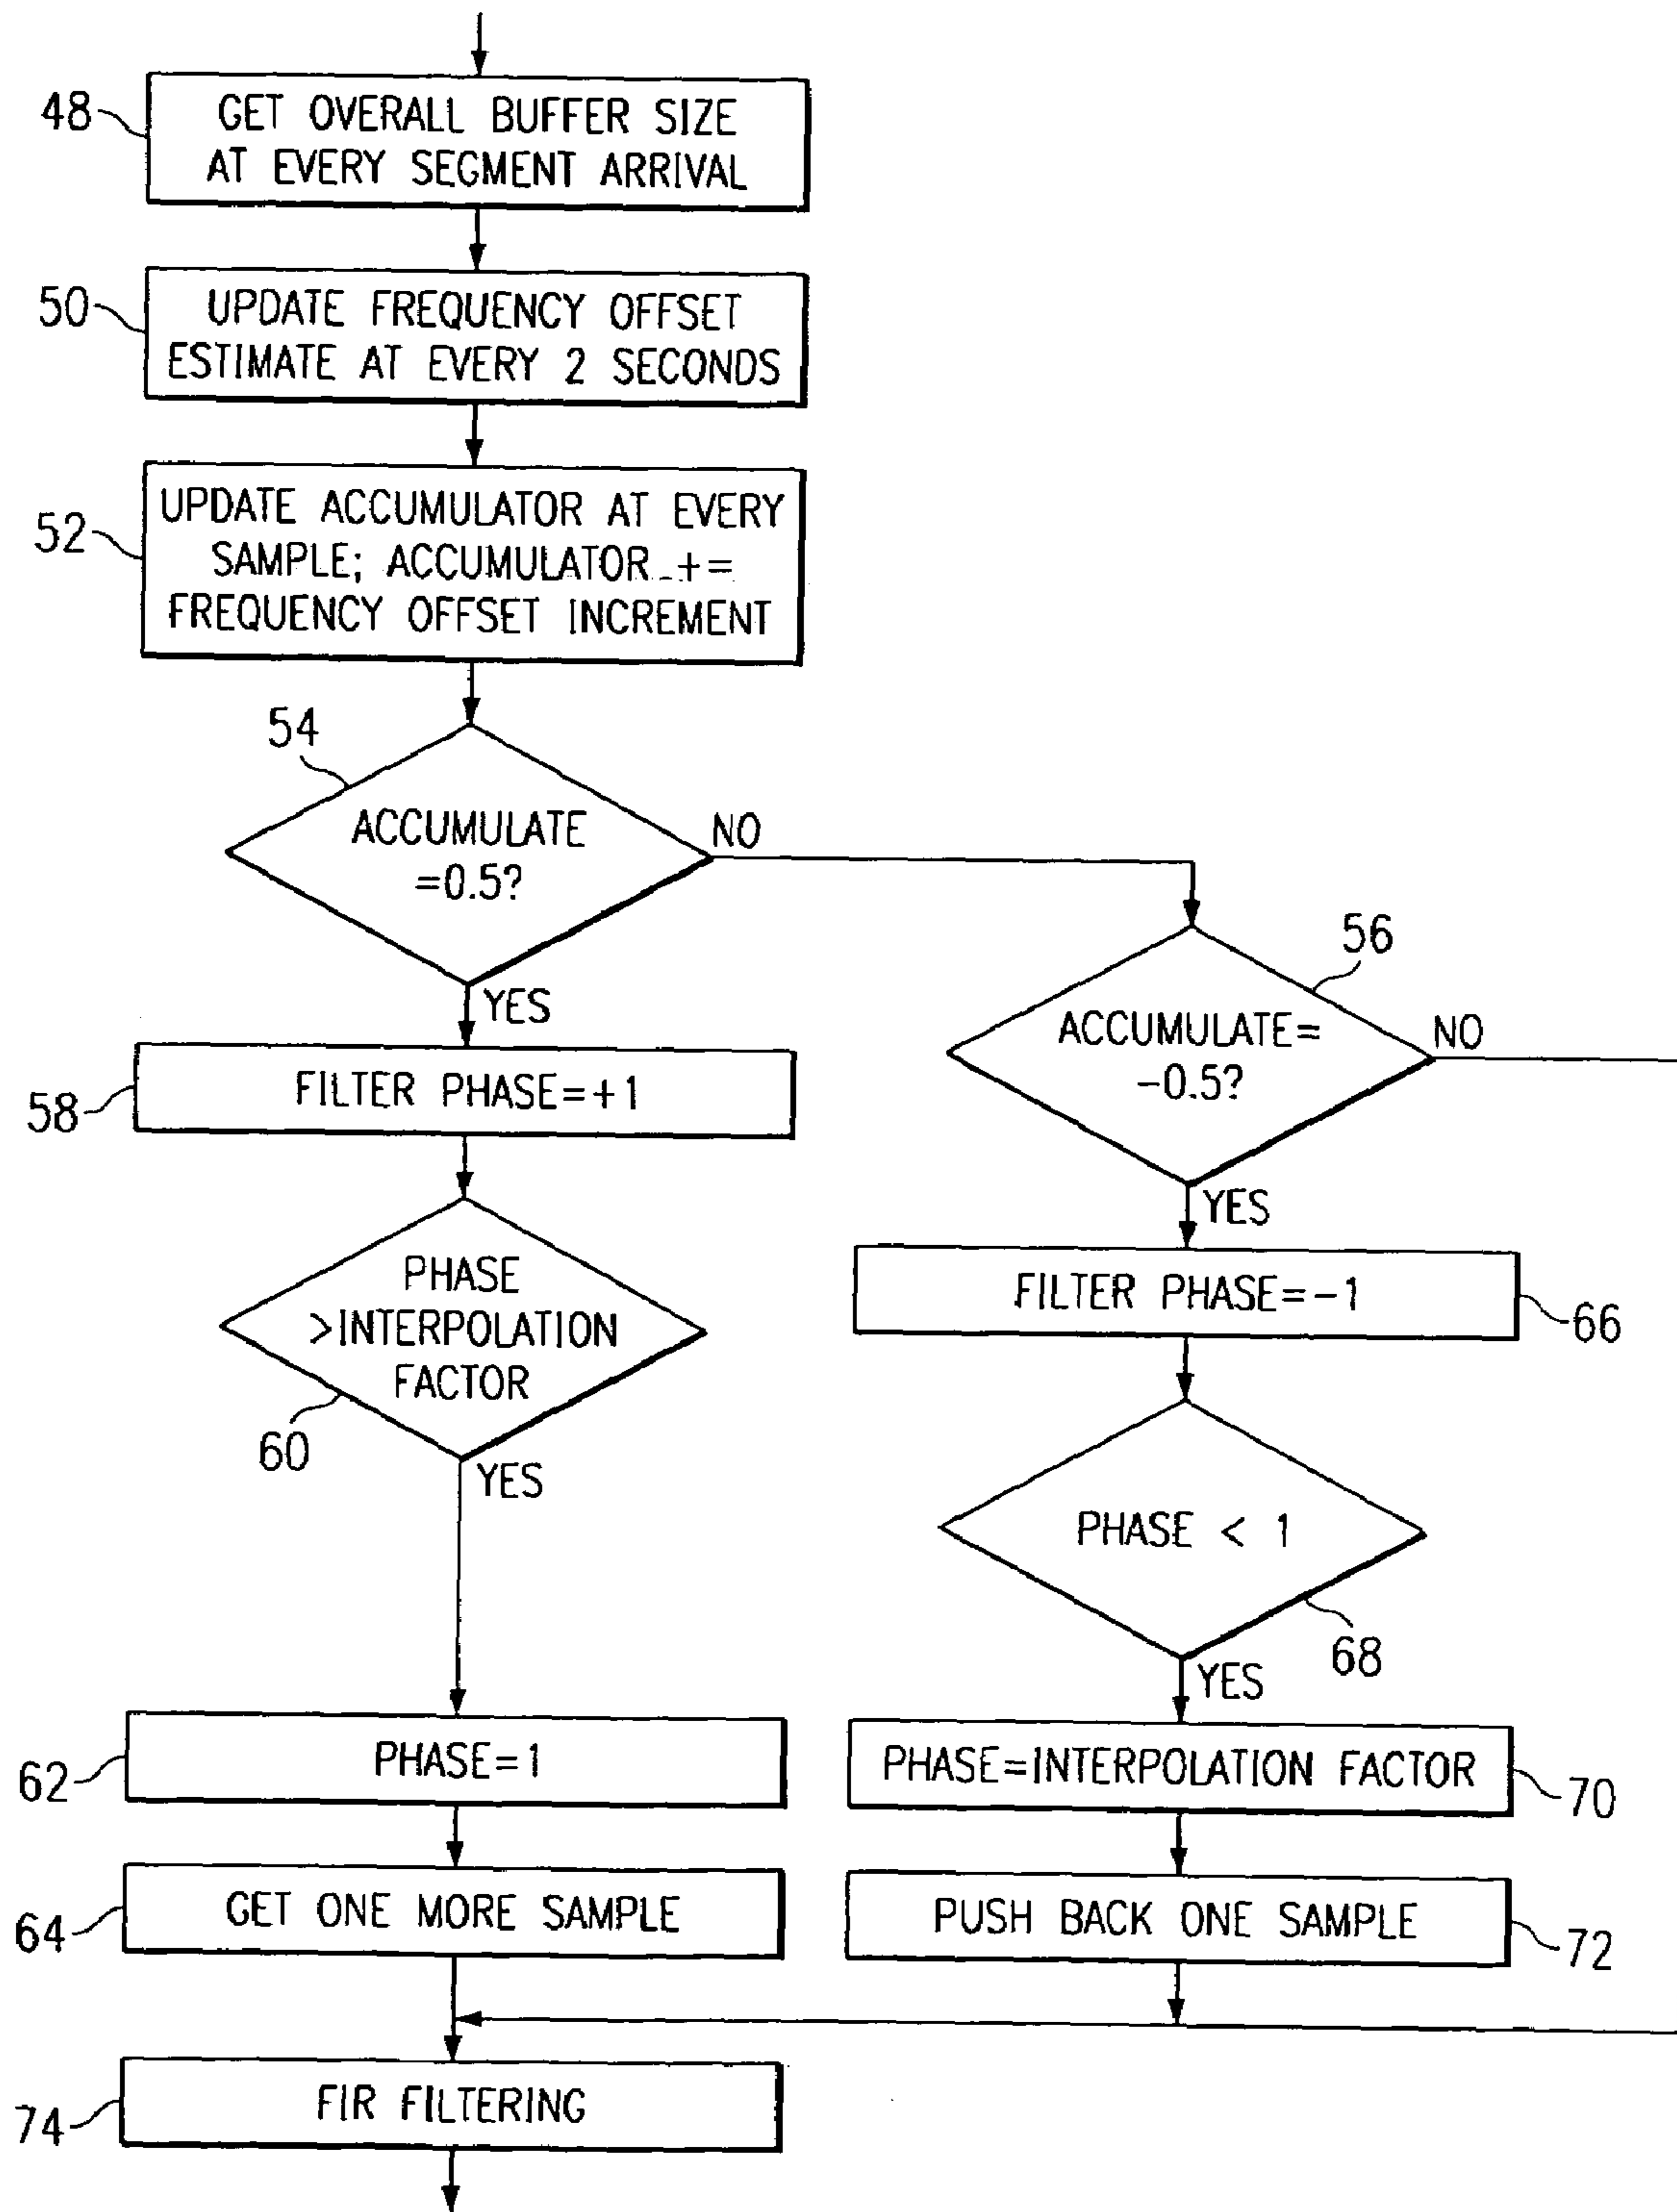 48
GET OVERALL BUFFER SIZE
AT EVERY SEGMENT ARRIVAL
50
UPDATE FREQUENCY OFFSET
ESTIMATE AT EVERY 2 SECONDS
52
UPDATE ACCUMULATOR AT EVERY
SAMPLE; ACCUMULATOR +=
FREQUENCY OFFSET INCREMENT
54
ACCUMULATE
=0.5?
NO
YES
56
ACCUMULATE=
-0.5?
NO
YES
58
FILTER PHASE=+1
PHASE
>INTERPOLATION
FACTOR
60
YES
FILTER PHASE=-1
66
PHASE < 1
68
YES
62
PHASE=1
PHASE=INTERPOLATION FACTOR
70
64
GET ONE MORE SAMPLE
PUSH BACK ONE SAMPLE
72
74
FIR FILTERING